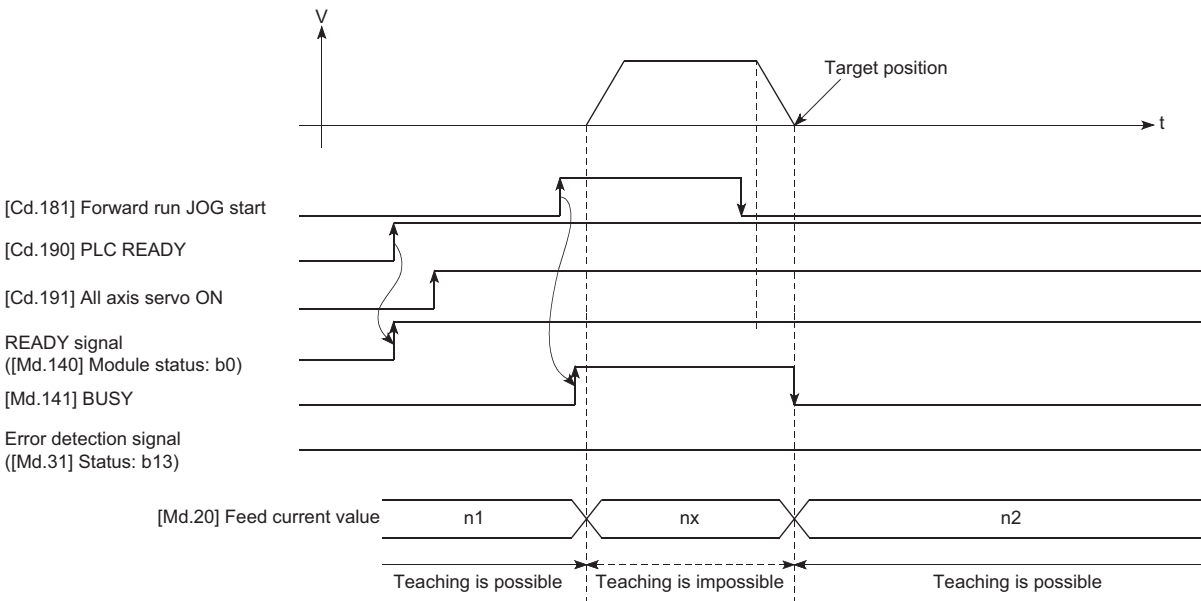 V
Target position
t
[Cd.181] Forward run JOG start
[Cd.190] PLC READY
[Cd.191] All axis servo ON
READY signal
([Md.140] Module status: b0)
[Md.141] BUSY
Error detection signal
([Md.31] Status: b13)
[Md.20] Feed current value n1 nx n2
Teaching is possible Teaching is impossible Teaching is possible